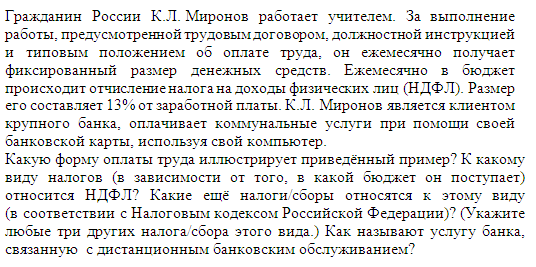 Гражданин России К.Л. Миронов работает учителем. За выполнение
работы, предусмотренной трудовым договором, должностной инструкцией
и типовым положением об оплате труда, он ежемесячно получает
фиксированный размер денежных средств. Ежемесячно в бюджет
происходит отчисление налога на доходы физических лиц (НДФЛ). Размер
его составляет 13% от заработной платы. К.Л. Миронов является клиентом
крупного банка, оплачивает коммунальные услуги при помощи своей
банковской карты, используя свой компьютер.
Какую форму оплаты труда иллюстрирует приведённый пример? К какому
виду налогов (в зависимости от того, в какой бюджет он поступает)
относится НДФЛ? Какие ещё налоги/сборы относятся к этому виду
(в соответствии с Налоговым кодексом Российской Федерации)? (Укажите
любые три других налога/сбора этого вида.) Как называют услугу банка,
связанную с дистанционным банковским обслуживанием?